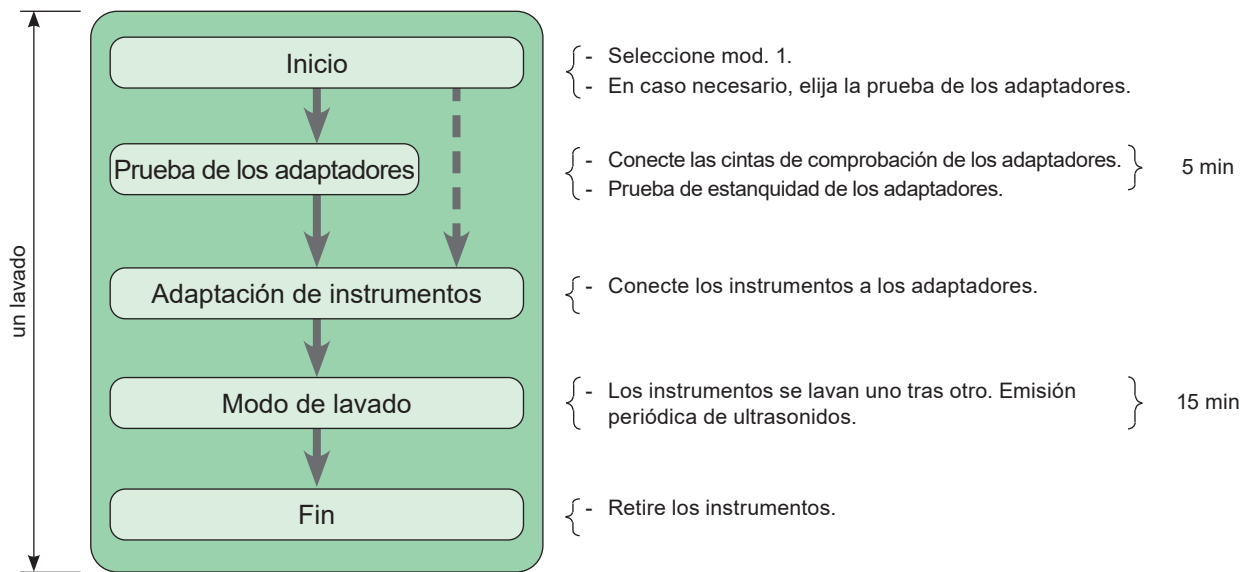 un lavado
Inicio
- Seleccione mod. 1.
- En caso necesario, elija la prueba de los adaptadores.
Prueba de los adaptadores
- Conecte las cintas de comprobación de los adaptadores.
- Prueba de estanquidad de los adaptadores.
5 min
Adaptación de instrumentos
- Conecte los instrumentos a los adaptadores.
Modo de lavado
- Los instrumentos se lavan uno tras otro. Emisión
periódica de ultrasonidos.
15 min
Fin
- Retire los instrumentos.